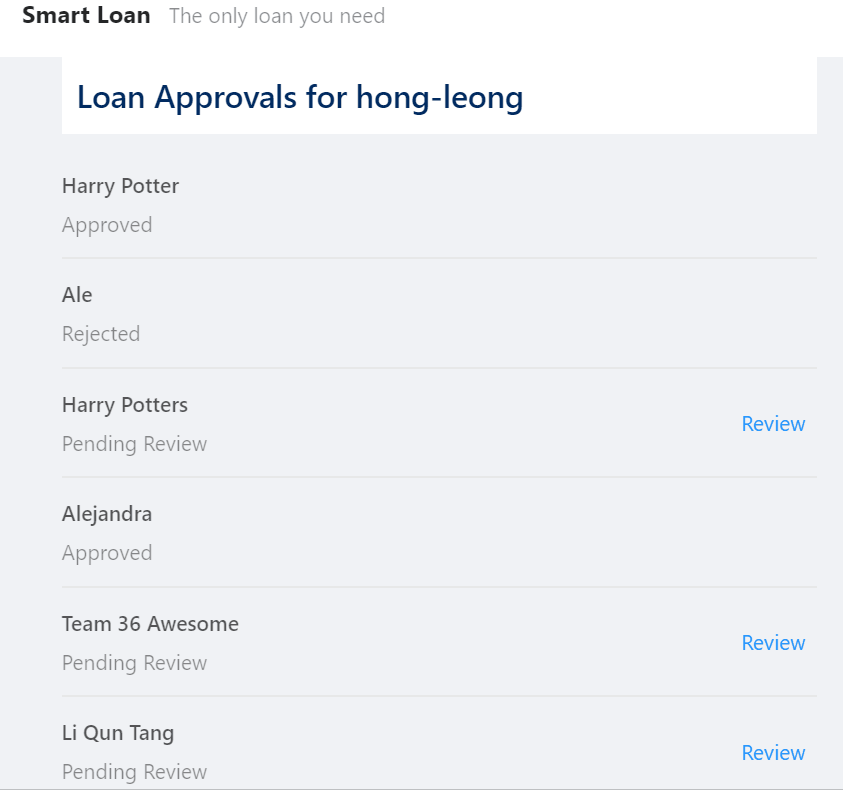 Smart Loan The only loan you need
Loan Approvals for hong-leong
Harry Potter
Approved
Ale
Rejected
Harry Potters
Pending Review
Review
Alejandra
Approved
Team 36 Awesome
Pending Review
Review
Li Qun Tang
Pending Review
Review